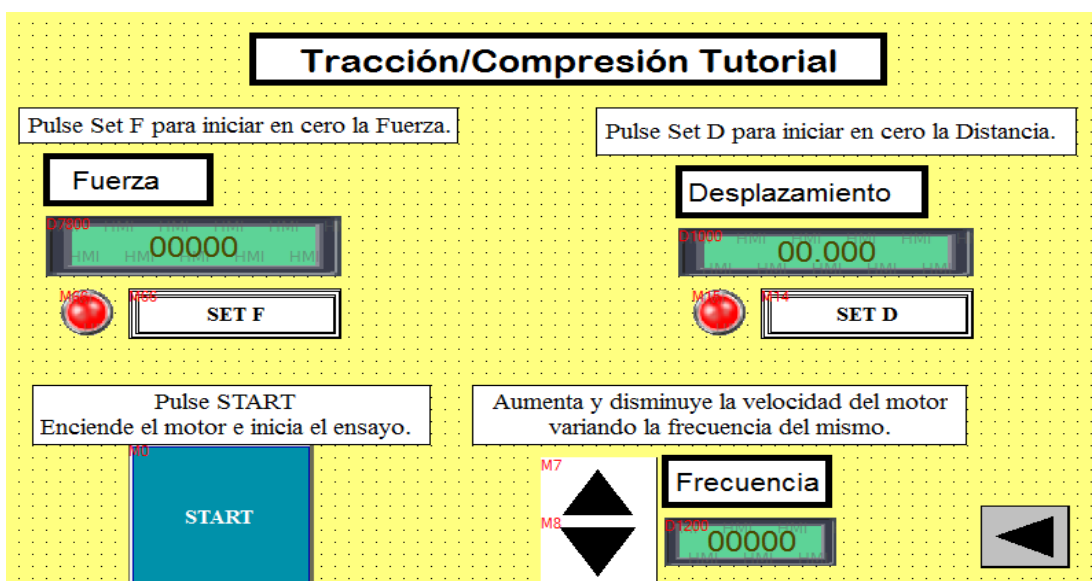 Tracción/Compresión Tutorial
Pulse Set F para iniciar en cero la Fuerza.
Pulse Set D para iniciar en cero la Distancia.
Fuerza
Desplazamiento
D7800
00000
D1000
00.000
SET F
M15
M14
SET D
Pulse START
Enciende el motor e inicia el ensayo.
Aumenta y disminuye la velocidad del motor
variando la frecuencia del mismo.
M0
START
M7
M8
Frecuencia
D1200
00000